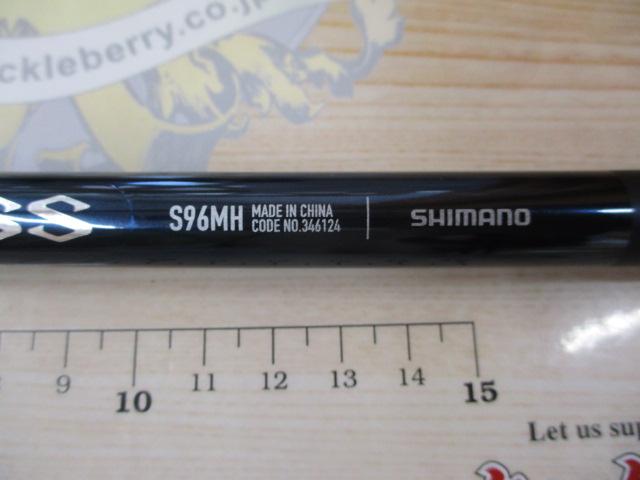 ckleberry.co.j
SS
S96MH
MADE IN CHINA
CODE NO.346124
SHIMANO
9 10 11 12 13 14 15
Let us sup